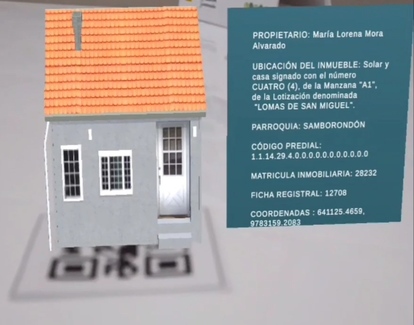 PROPIETARIO: María Lorena Mora
Alvarado
UBICACIÓN DEL INMUEBLE: Solar y
casa signado con el número
CUATRO (4), de la Manzana "A1",
de la Lotización denominada
"LOMAS DE SAN MIGUEL".
PARROQUIA: SAMBORONDÓN
CÓDIGO PREDIAL:
1.1.14.29.4.0.0.0.0.0.0.0.0.0.0
MATRICULA INMOBILIARIA: 28232
FICHA REGISTRAL: 12708
COORDENADAS : 641125.4659,
9783159.2083